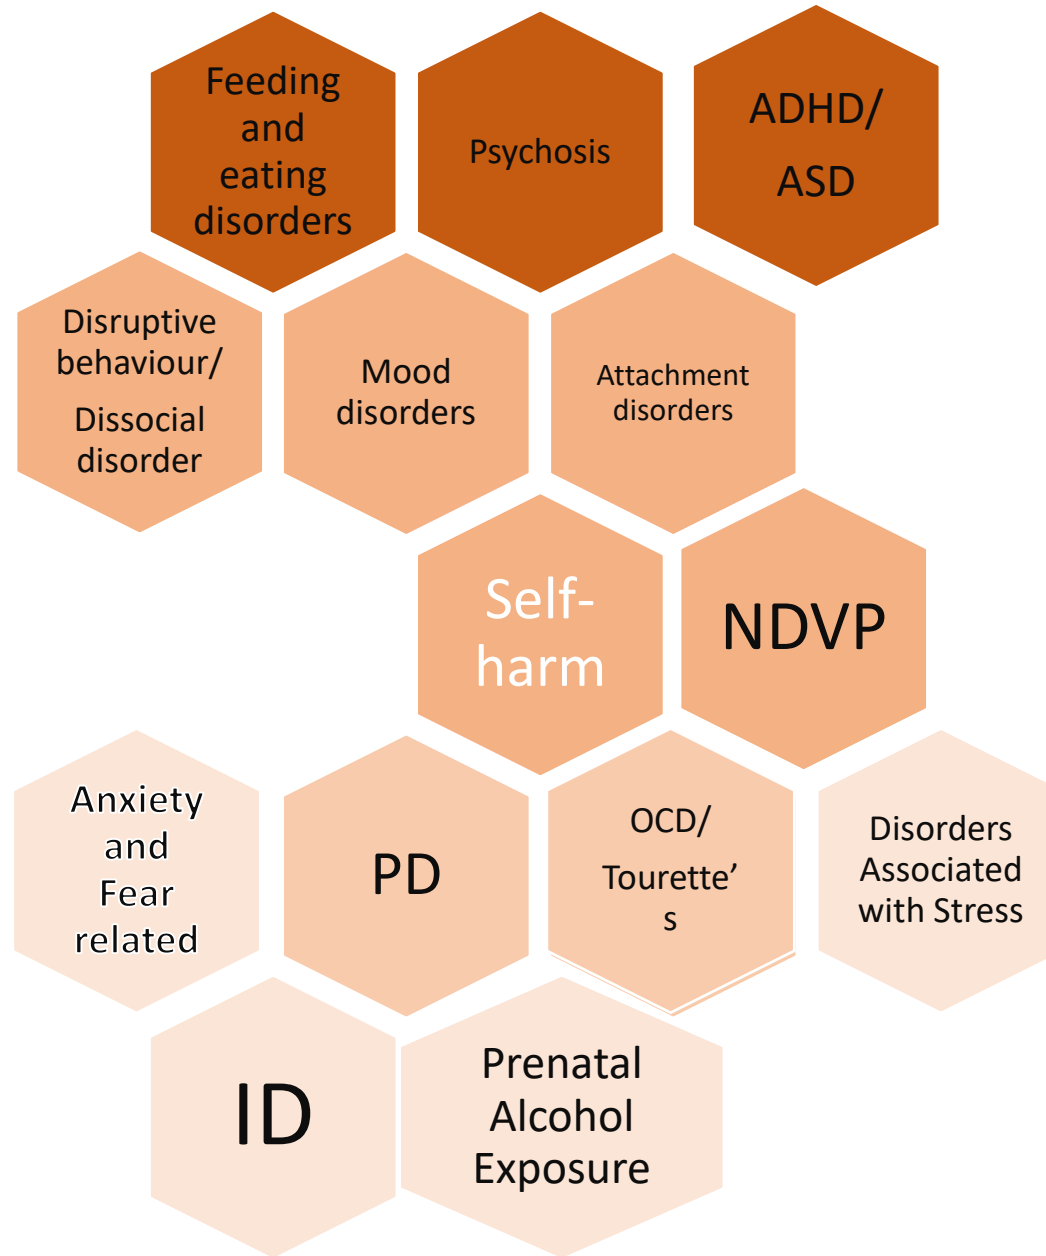 Feeding
and
eating
disorders
Psychosis
ADHD/
ASD
Disruptive
behaviour/
Dissocial
disorder
Mood
disorders
Attachment
disorders
Self-
harm
NDVP
Anxiety
and
Fear
related
PD
OCD/
Tourette’
s
Disorders
Associated
with Stress
ID
Prenatal
Alcohol
Exposure